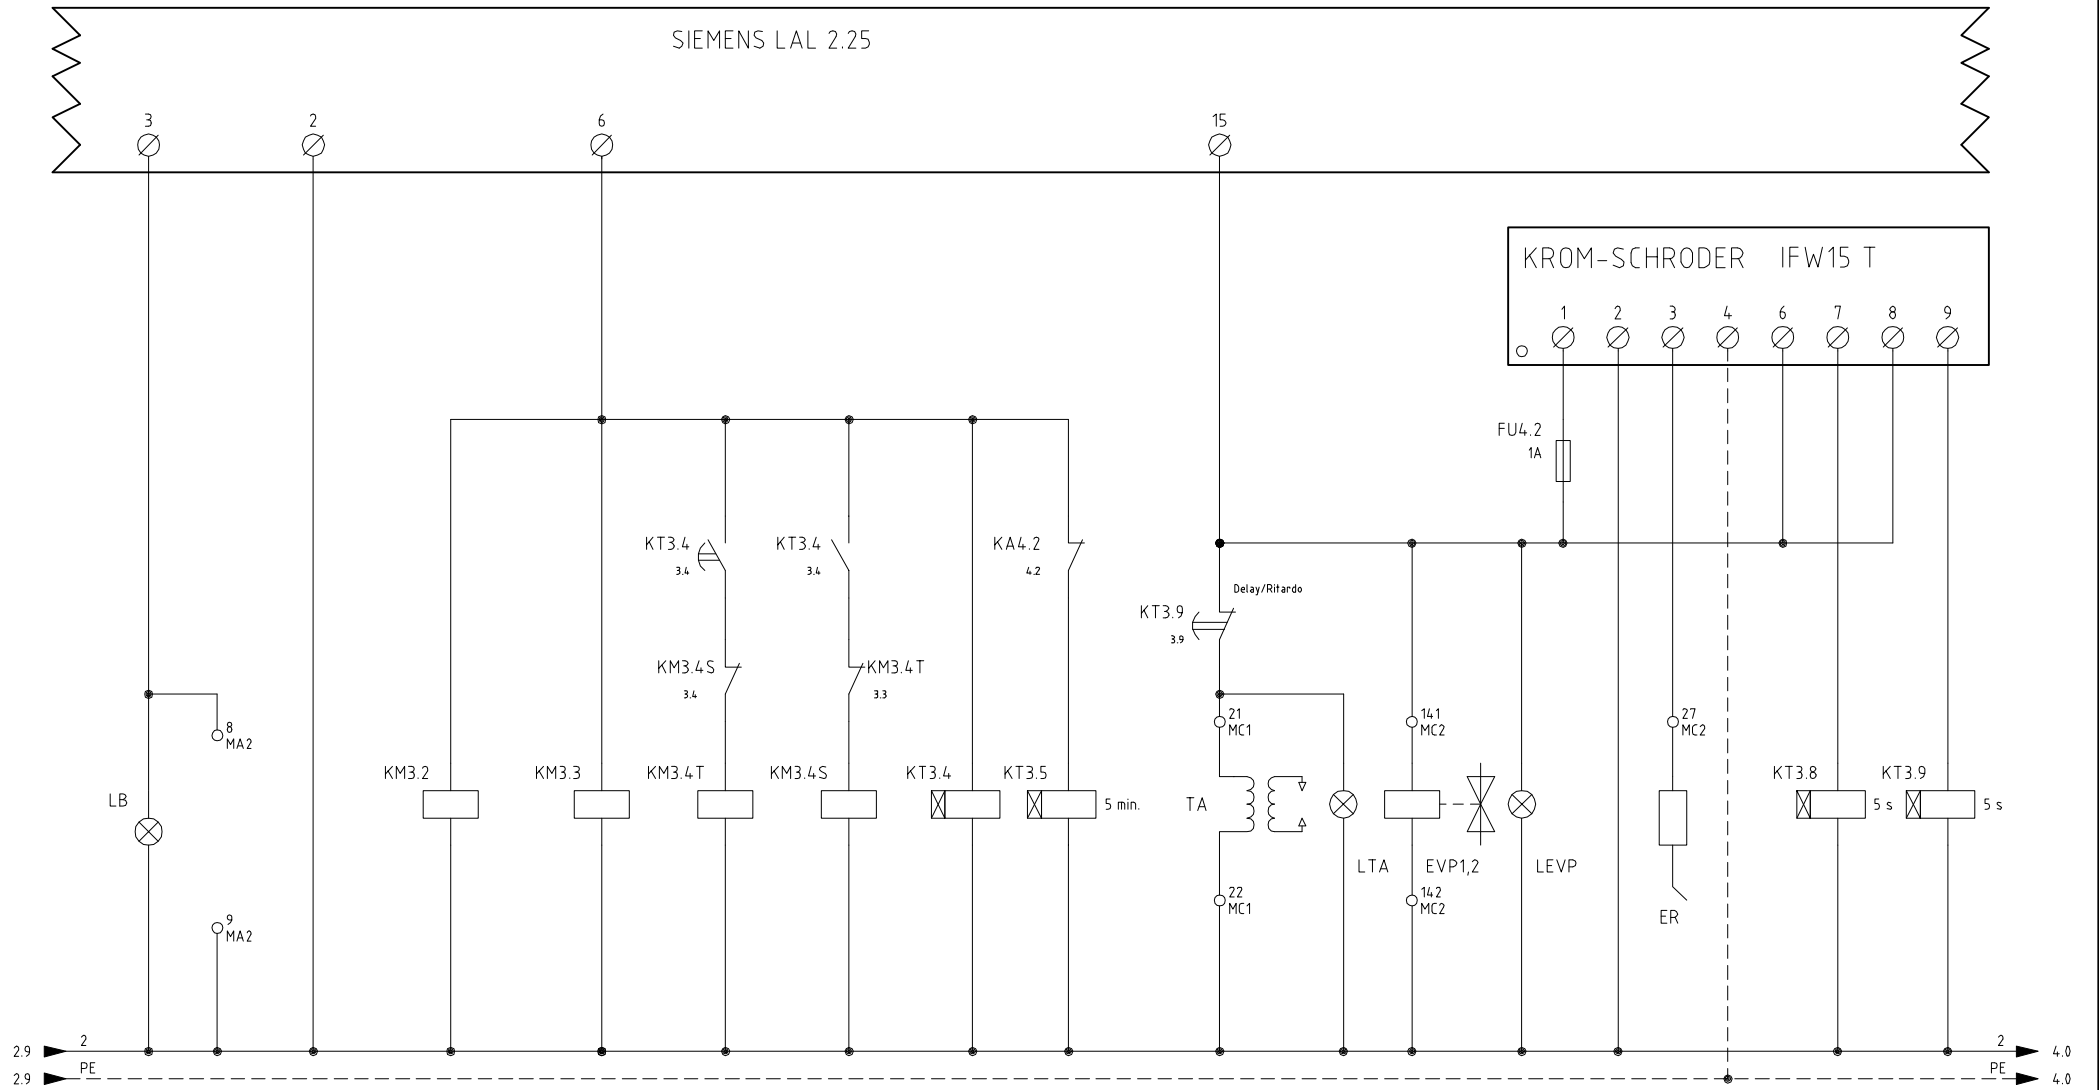 SIEMENS LAL 2.25
3
2
6
15
KROM-SCHRODER IFW15 T
1
2
3
4
6
7
8
9
FU4.2
1A
KT3.4
3.4
KT3.4
3.4
KA4.2
4.2
Delay/Ritardo
KT3.9
3.9
KM3.4S
3.4
KM3.4T
3.3
8
MA2
21
MC1
141
MC2
27
MC2
LB
KM3.2
KM3.3
KM3.4T
KM3.4S
KT3.4
KT3.5
5 min.
TA
LTA
EVP1,2
LEVP
KT3.8
5 s
KT3.9
5 s
9
MA2
22
MC1
142
MC2
ER
2.9
2
2
4.0
2.9
PE
PE
4.0